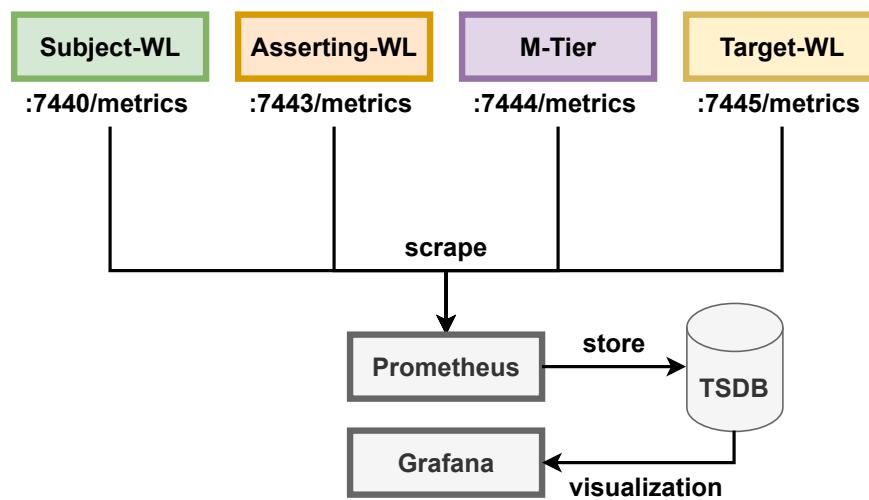 Subject-WL
Asserting-WL
M-Tier
Target-WL
:7440/metrics
:7443/metrics
:7444/metrics
:7445/metrics
scrape
Prometheus
store
TSDB
Grafana
visualization